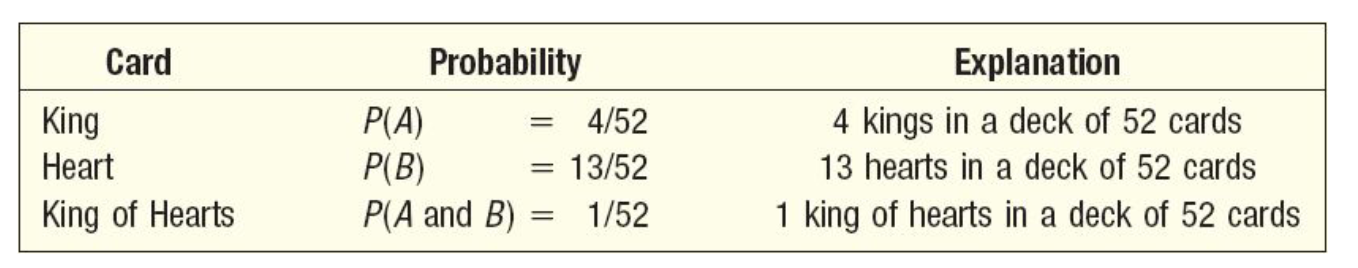 Card Probability Explanation
King P(A) = 4/52 4 kings in a deck of 52 cards
Heart P(B) = 13/52 13 hearts in a deck of 52 cards
King of Hearts P(A and B) = 1/52 1 king of hearts in a deck of 52 cards